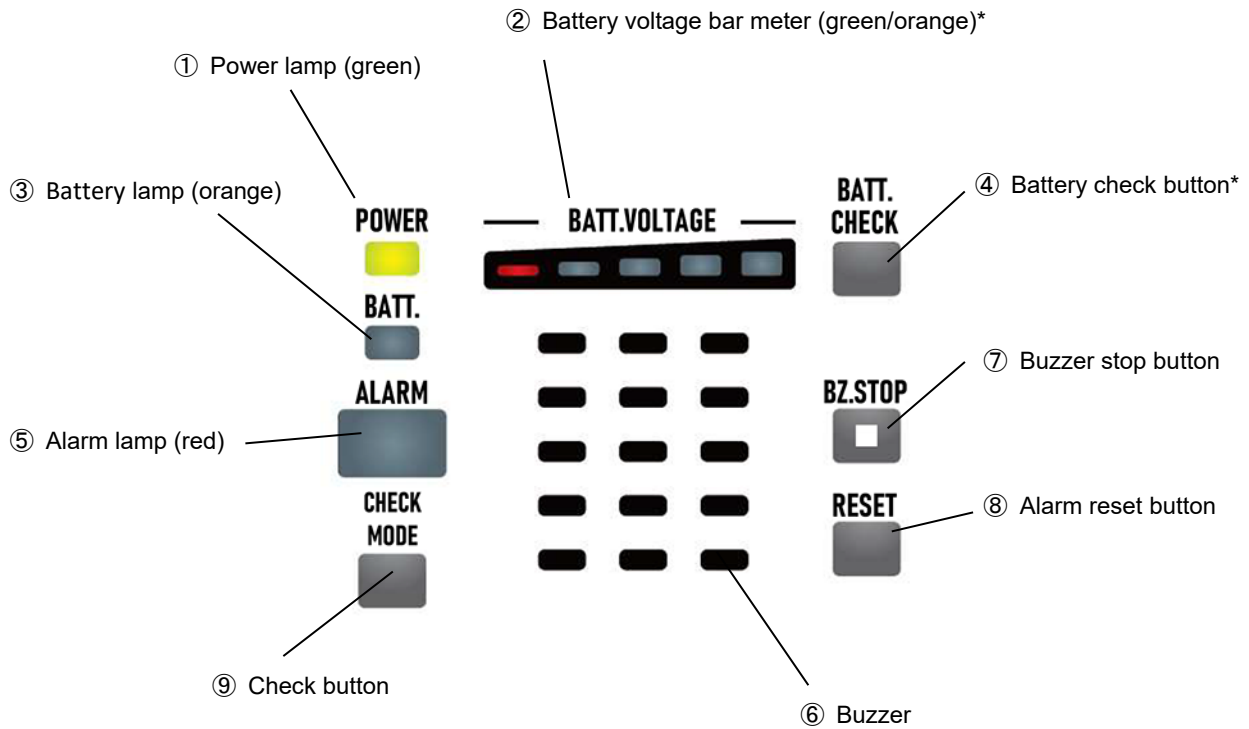 ② Battery voltage bar meter (green/orange)*
① Power lamp (green)
③ Battery lamp (orange)
④ Battery check button*
POWER
BATT.VOLTAGE
BATT.
CHECK
BATT.
⑦ Buzzer stop button
ALARM
BZ.STOP
⑤ Alarm lamp (red)
CHECK
MODE
RESET
⑧ Alarm reset button
⑨ Check button
⑥ Buzzer